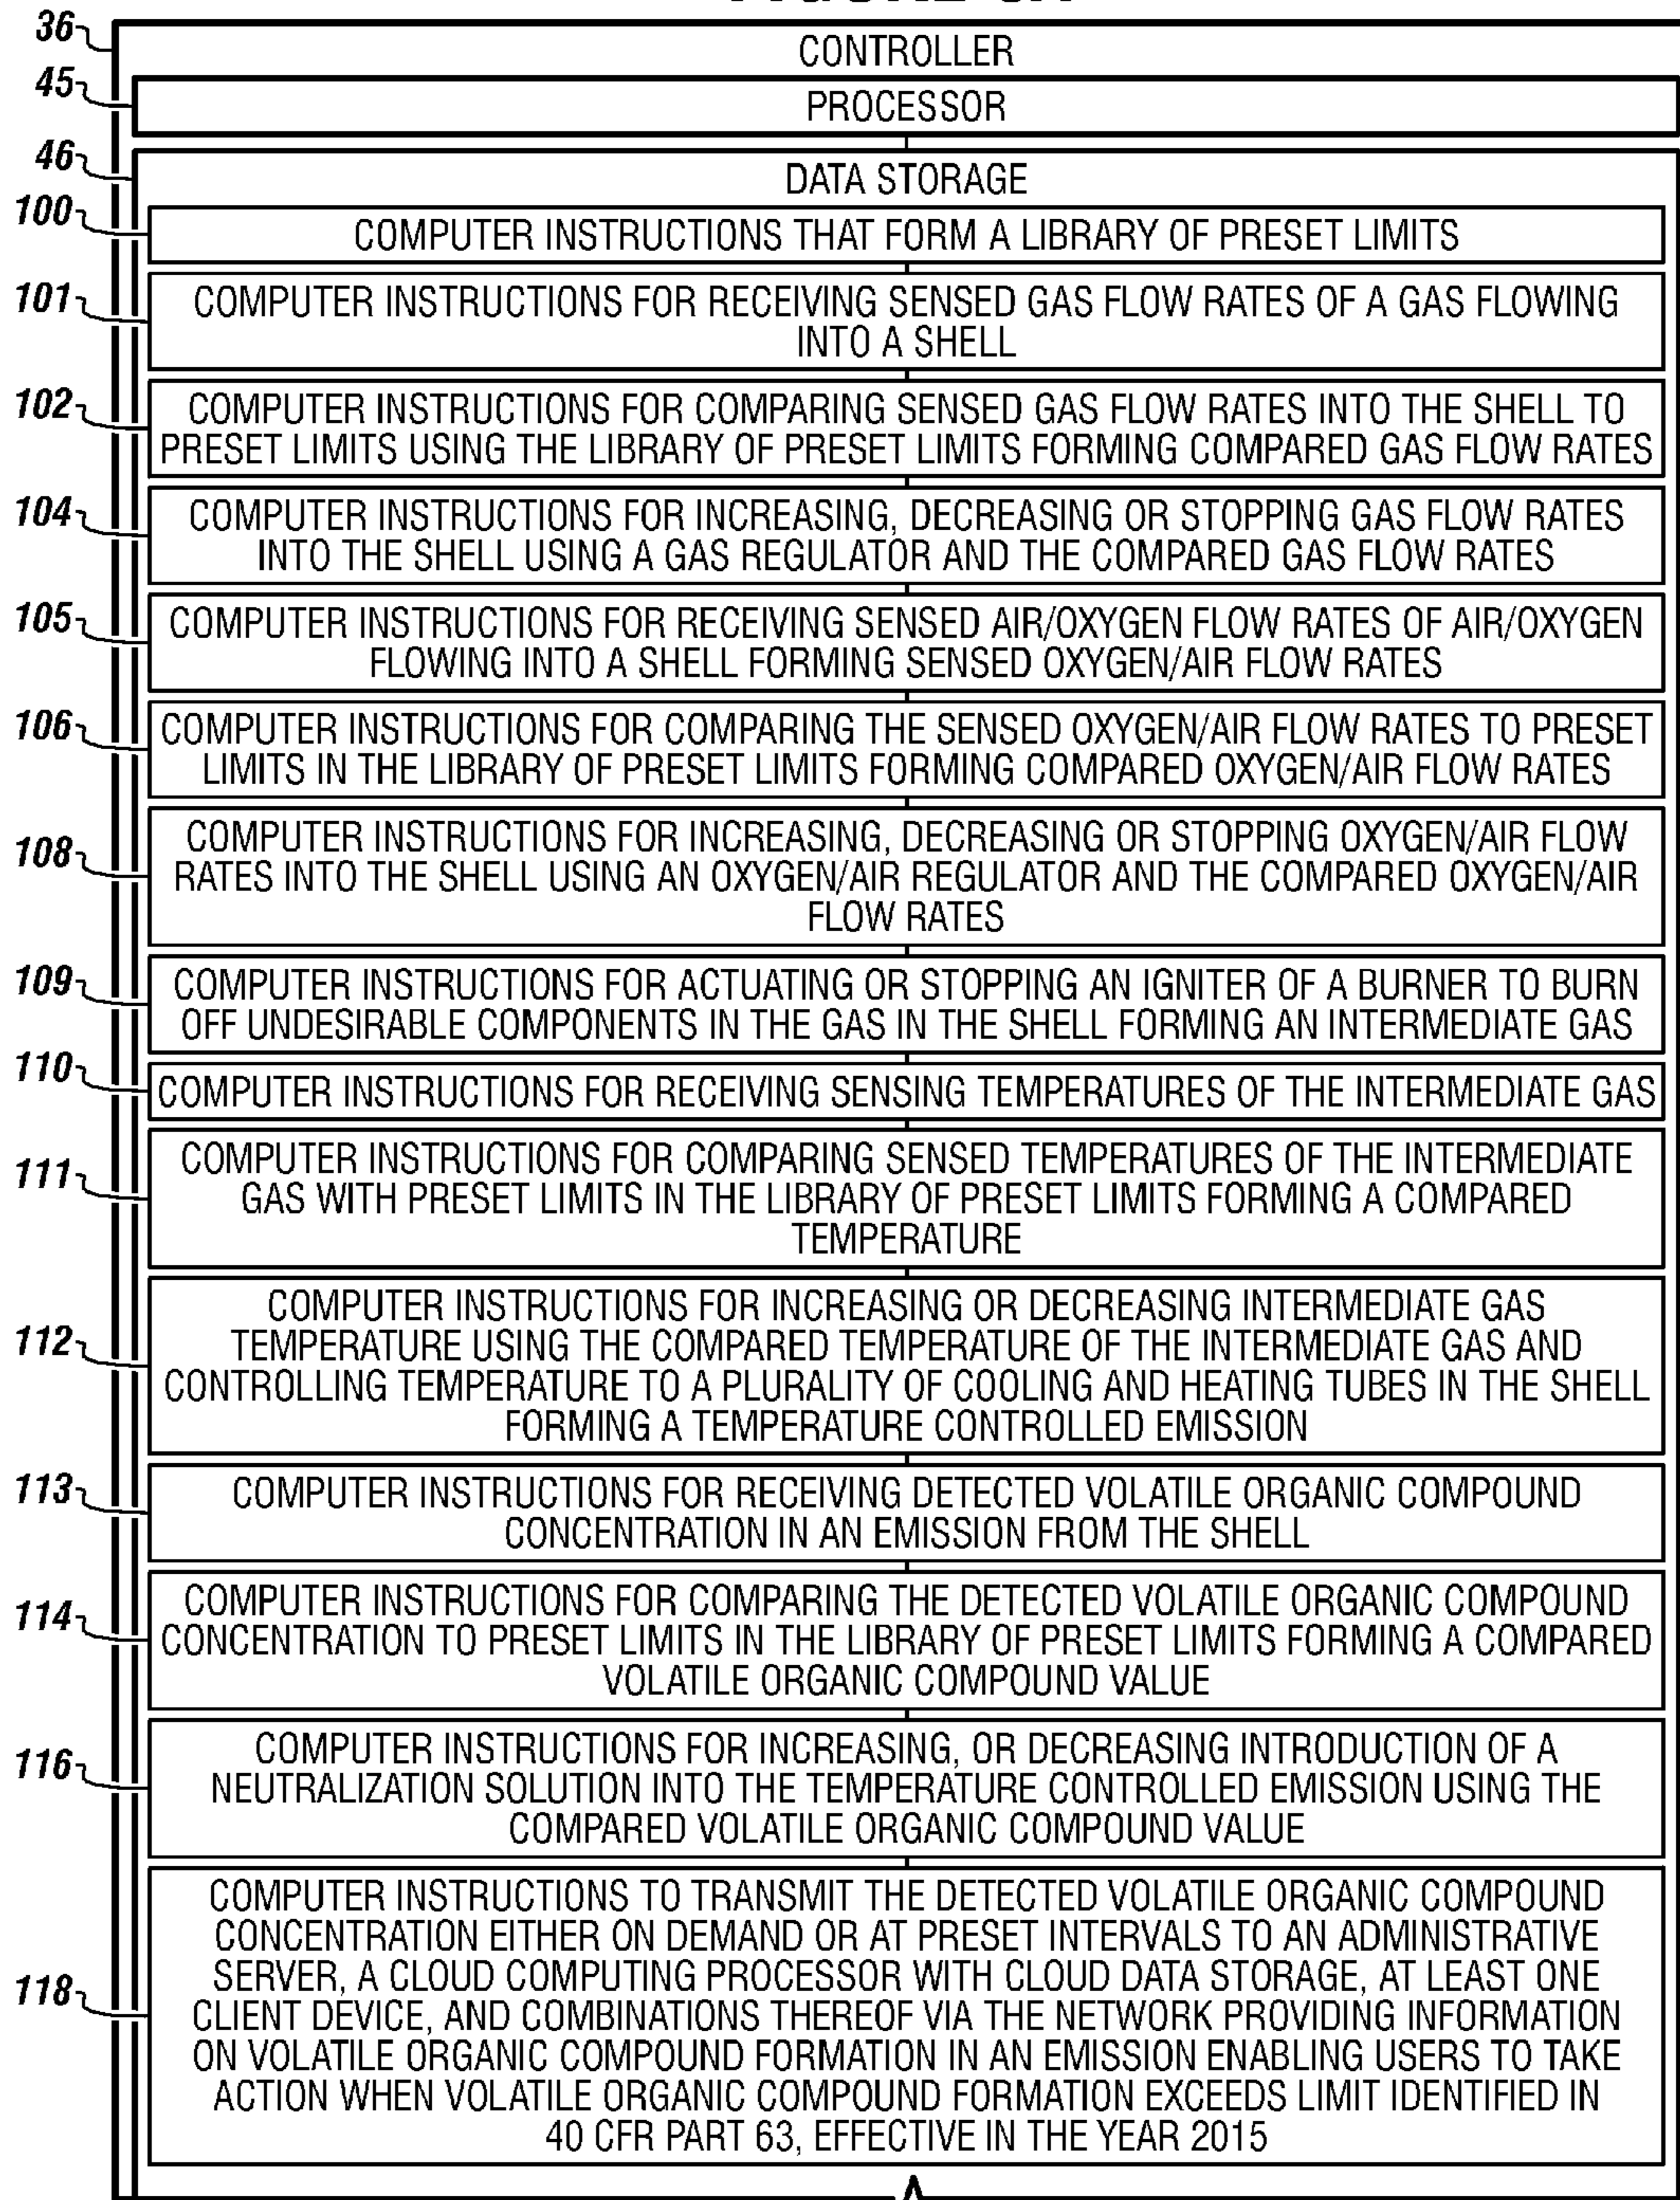 36
CONTROLLER
45
PROCESSOR
46
DATA STORAGE
100
COMPUTER INSTRUCTIONS THAT FORM A LIBRARY OF PRESET LIMITS
101
COMPUTER INSTRUCTIONS FOR RECEIVING SENSED GAS FLOW RATES OF A GAS FLOWING
INTO A SHELL
102
COMPUTER INSTRUCTIONS FOR COMPARING SENSED GAS FLOW RATES INTO THE SHELL TO
PRESET LIMITS USING THE LIBRARY OF PRESET LIMITS FORMING COMPARED GAS FLOW RATES
104
COMPUTER INSTRUCTIONS FOR INCREASING, DECREASING OR STOPPING GAS FLOW RATES
INTO THE SHELL USING A GAS REGULATOR AND THE COMPARED GAS FLOW RATES
105
COMPUTER INSTRUCTIONS FOR RECEIVING SENSED AIR/OXYGEN FLOW RATES OF AIR/OXYGEN
FLOWING INTO A SHELL FORMING SENSED OXYGEN/AIR FLOW RATES
106
COMPUTER INSTRUCTIONS FOR COMPARING THE SENSED OXYGEN/AIR FLOW RATES TO PRESET
LIMITS IN THE LIBRARY OF PRESET LIMITS FORMING COMPARED OXYGEN/AIR FLOW RATES
108
COMPUTER INSTRUCTIONS FOR INCREASING, DECREASING OR STOPPING OXYGEN/AIR FLOW
RATES INTO THE SHELL USING AN OXYGEN/AIR REGULATOR AND THE COMPARED OXYGEN/AIR
FLOW RATES
109
COMPUTER INSTRUCTIONS FOR ACTUATING OR STOPPING AN IGNITER OF A BURNER TO BURN
OFF UNDESIRABLE COMPONENTS IN THE GAS IN THE SHELL FORMING AN INTERMEDIATE GAS
110
COMPUTER INSTRUCTIONS FOR RECEIVING SENSING TEMPERATURES OF THE INTERMEDIATE GAS
111
COMPUTER INSTRUCTIONS FOR COMPARING SENSED TEMPERATURES OF THE INTERMEDIATE
GAS WITH PRESET LIMITS IN THE LIBRARY OF PRESET LIMITS FORMING A COMPARED
TEMPERATURE
112
COMPUTER INSTRUCTIONS FOR INCREASING OR DECREASING INTERMEDIATE GAS
TEMPERATURE USING THE COMPARED TEMPERATURE OF THE INTERMEDIATE GAS AND
CONTROLLING TEMPERATURE TO A PLURALITY OF COOLING AND HEATING TUBES IN THE SHELL
FORMING A TEMPERATURE CONTROLLED EMISSION
113
COMPUTER INSTRUCTIONS FOR RECEIVING DETECTED VOLATILE ORGANIC COMPOUND
CONCENTRATION IN AN EMISSION FROM THE SHELL
114
COMPUTER INSTRUCTIONS FOR COMPARING THE DETECTED VOLATILE ORGANIC COMPOUND
CONCENTRATION TO PRESET LIMITS IN THE LIBRARY OF PRESET LIMITS FORMING A COMPARED
VOLATILE ORGANIC COMPOUND VALUE
116
COMPUTER INSTRUCTIONS FOR INCREASING, OR DECREASING INTRODUCTION OF A
NEUTRALIZATION SOLUTION INTO THE TEMPERATURE CONTROLLED EMISSION USING THE
COMPARED VOLATILE ORGANIC COMPOUND VALUE
118
COMPUTER INSTRUCTIONS TO TRANSMIT THE DETECTED VOLATILE ORGANIC COMPOUND
CONCENTRATION EITHER ON DEMAND OR AT PRESET INTERVALS TO AN ADMINISTRATIVE
SERVER, A CLOUD COMPUTING PROCESSOR WITH CLOUD DATA STORAGE, AT LEAST ONE
CLIENT DEVICE, AND COMBINATIONS THEREOF VIA THE NETWORK PROVIDING INFORMATION
ON VOLATILE ORGANIC COMPOUND FORMATION IN AN EMISSION ENABLING USERS TO TAKE
ACTION WHEN VOLATILE ORGANIC COMPOUND FORMATION EXCEEDS LIMIT IDENTIFIED IN
40 CFR PART 63, EFFECTIVE IN THE YEAR 2015